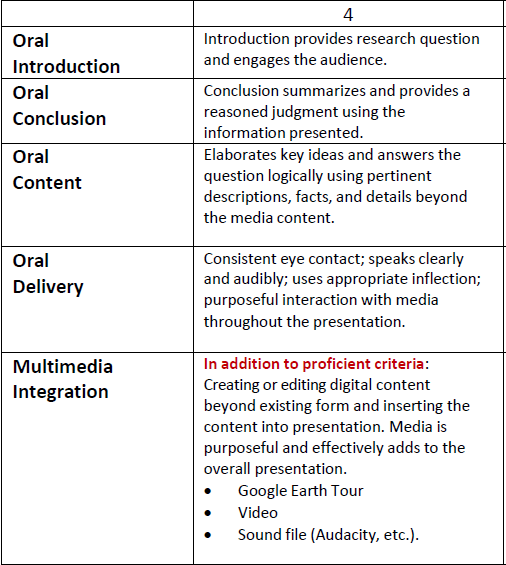 4
Oral
Introduction
Introduction provides research question
and engages the audience.
Oral
Conclusion
Conclusion summarizes and provides a
reasoned judgment using the
information presented.
Oral
Content
Elaborates key ideas and answers the
question logically using pertinent
descriptions, facts, and details beyond
the media content.
Oral
Delivery
Consistent eye contact; speaks clearly
and audibly; uses appropriate inflection;
purposeful interaction with media
throughout the presentation.
Multimedia
Integration
In addition to proficient criteria:
Creating or editing digital content
beyond existing form and inserting the
content into presentation. Media is
purposeful and effectively adds to the
overall presentation.
• Google Earth Tour
• Video
• Sound file (Audacity, etc.).